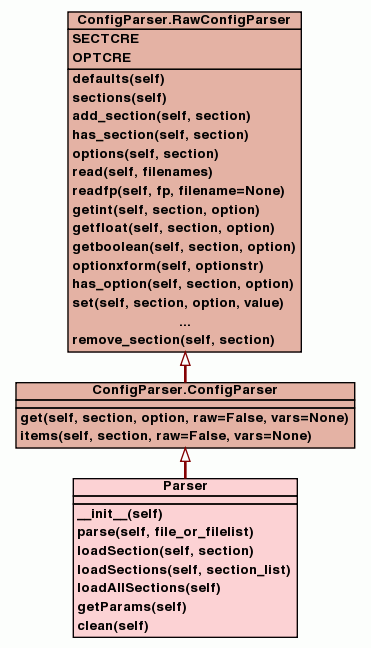 ConfigParser.RawConfigParser
SECTCRE
OPTCRE
defaults(self)
sections(self)
add_section(self, section)
has_section(self, section)
options(self, section)
read(self, filenames)
readfp(self, fp, filename=None)
getint(self, section, option)
getfloat(self, section, option)
getboolean(self, section, option)
optionxform(self, optionstr)
has_option(self, section, option)
set(self, section, option, value)
...
remove_section(self, section)
ConfigParser.ConfigParser
get(self, section, option, raw=False, vars=None)
items(self, section, raw=False, vars=None)
Parser
__init__(self)
parse(self, file_or_filelist)
loadSection(self, section)
loadSections(self, section_list)
loadAllSections(self)
getParams(self)
clean(self)